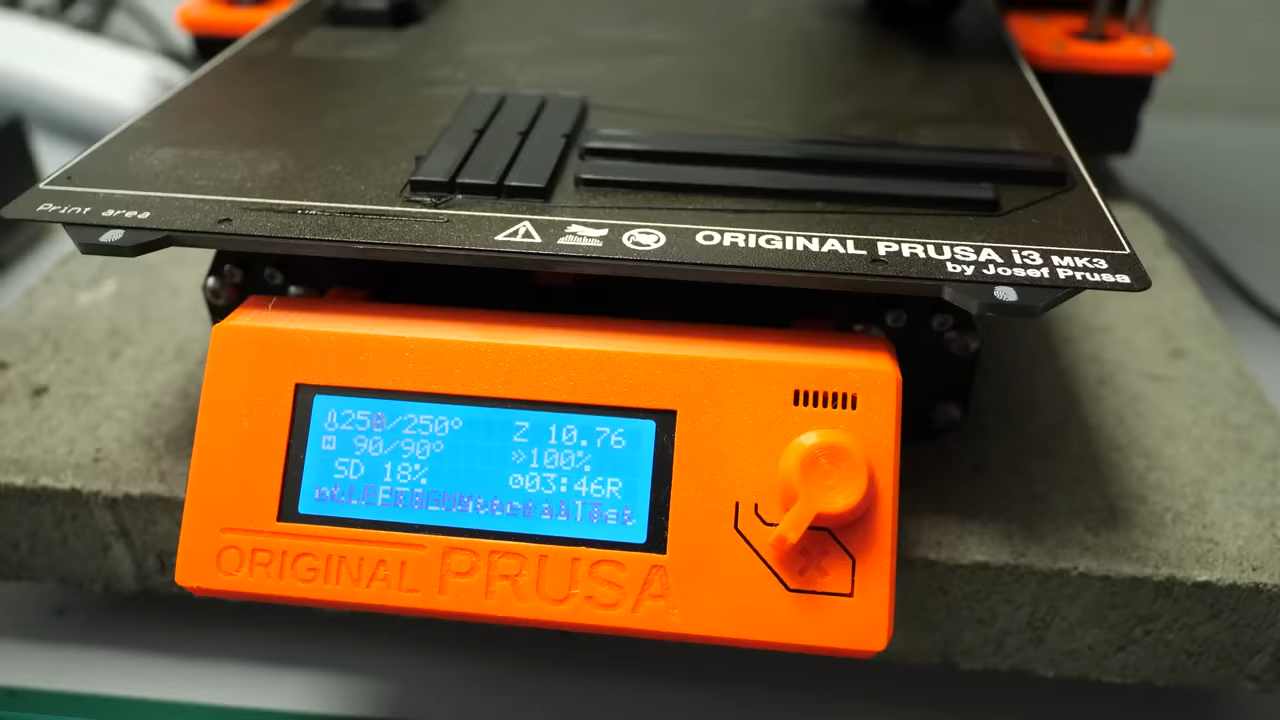 Print area
ORIGINAL PRUSA i3 MK3
by Josef Prusa
250/250° Z 10.76
90/90° 100%
SD 18% 03:46R
ORIGINAL PRUSA